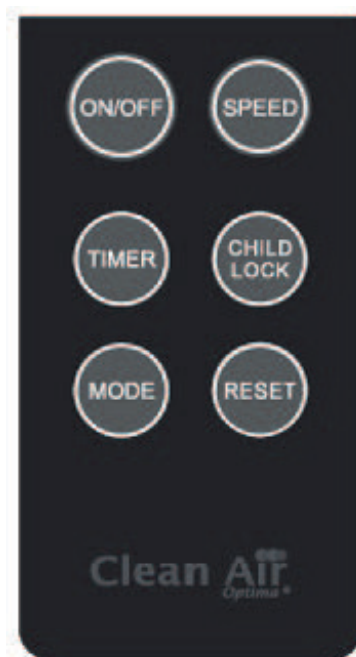 ON/OFF SPEED
TIMER CHILD
LOCK
MODE RESET
Clean Air
Optima®